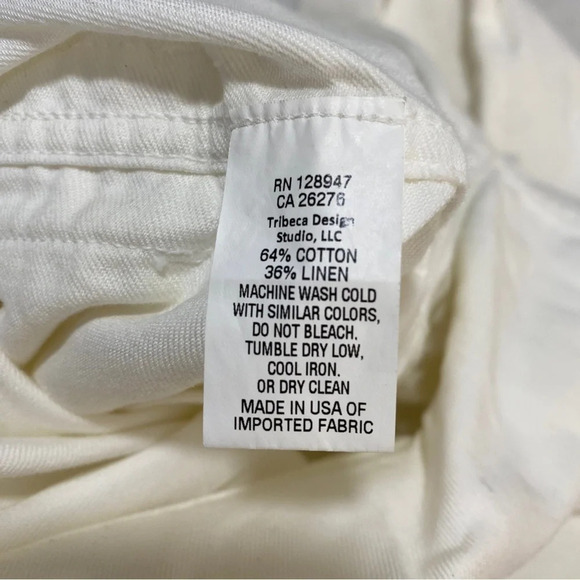 RN 128947
CA 26276
Tribeca Design
Studio, LLC
64% COTTON
36% LINEN
MACHINE WASH COLD
WITH SIMILAR COLORS,
DO NOT BLEACH.
TUMBLE DRY LOW,
COOL IRON.
OR DRY CLEAN
MADE IN USA OF
IMPORTED FABRIC